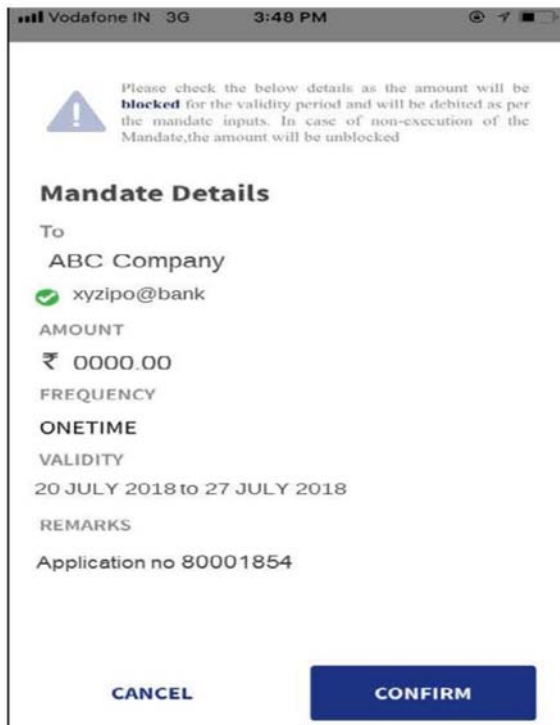 Vodafone IN 3G 3:48 PM
Please check the below details as the amount will be
blocked for the validity period and will be debited as per
the mandate inputs. In case of non-execution of the
Mandate,the amount will be unblocked
Mandate Details
To
ABC Company
xyzipo@bank
AMOUNT
₹ 0000.00
FREQUENCY
ONETIME
VALIDITY
20 JULY 2018 to 27 JULY 2018
REMARKS
Application no 80001854
CANCEL CONFIRM